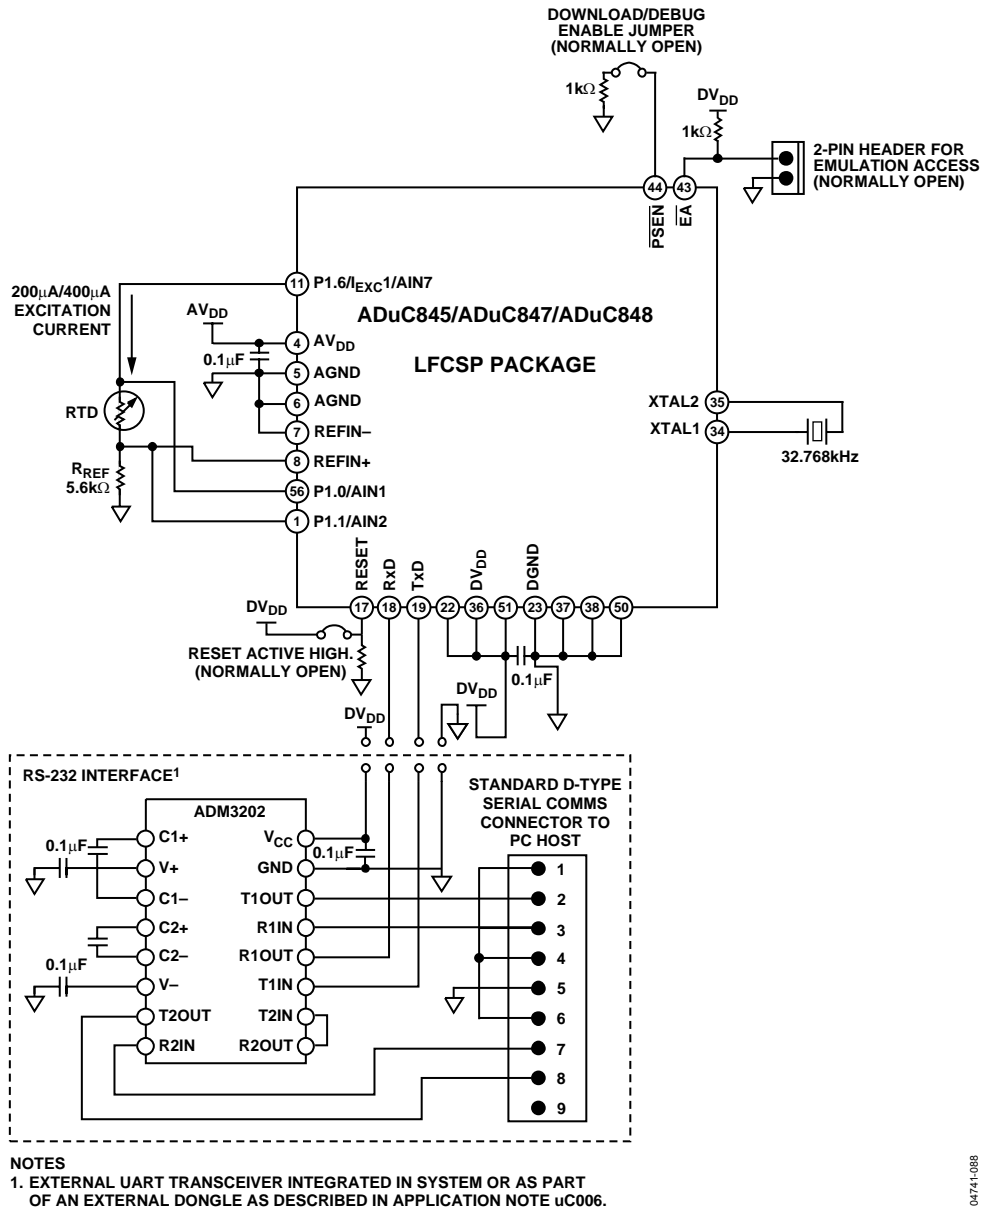 DOWNLOAD/DEBUG
ENABLE JUMPER
(NORMALLY OPEN)
1kΩ
DVDD
1kΩ
2-PIN HEADER FOR
EMULATION ACCESS
(NORMALLY OPEN)
44
43
PSEN
EA
11
P1.6/IEXC1/AIN7
200µA/400µA
EXCITATION
CURRENT
AVDD
ADuC845/ADuC847/ADuC848
4
AVDD
0.1µF
LFCSP PACKAGE
5
AGND
6
AGND
RTD
7
REFIN–
8
REFIN+
RREF
5.6kΩ
56
P1.0/AIN1
1
P1.1/AIN2
XTAL2
35
XTAL1
34
32.768kHz
RESET
RxD
TxD
DVDD
DGND
17
18
19
22
36
51
23
37
38
50
DVDD
RESET ACTIVE HIGH.
(NORMALLY OPEN)
0.1µF
DVDD
DVDD
RS-232 INTERFACE1
STANDARD D-TYPE
SERIAL COMMS
CONNECTOR TO
PC HOST
ADM3202
0.1µF
C1+
VCC
V+
0.1µF
GND
1
C1–
T1OUT
2
C2+
R1IN
3
C2–
R1OUT
4
0.1µF
V–
T1IN
5
T2OUT
T2IN
6
R2IN
R2OUT
7
8
9
NOTES
1. EXTERNAL UART TRANSCEIVER INTEGRATED IN SYSTEM OR AS PART
OF AN EXTERNAL DONGLE AS DESCRIBED IN APPLICATION NOTE uC006.
04741-088